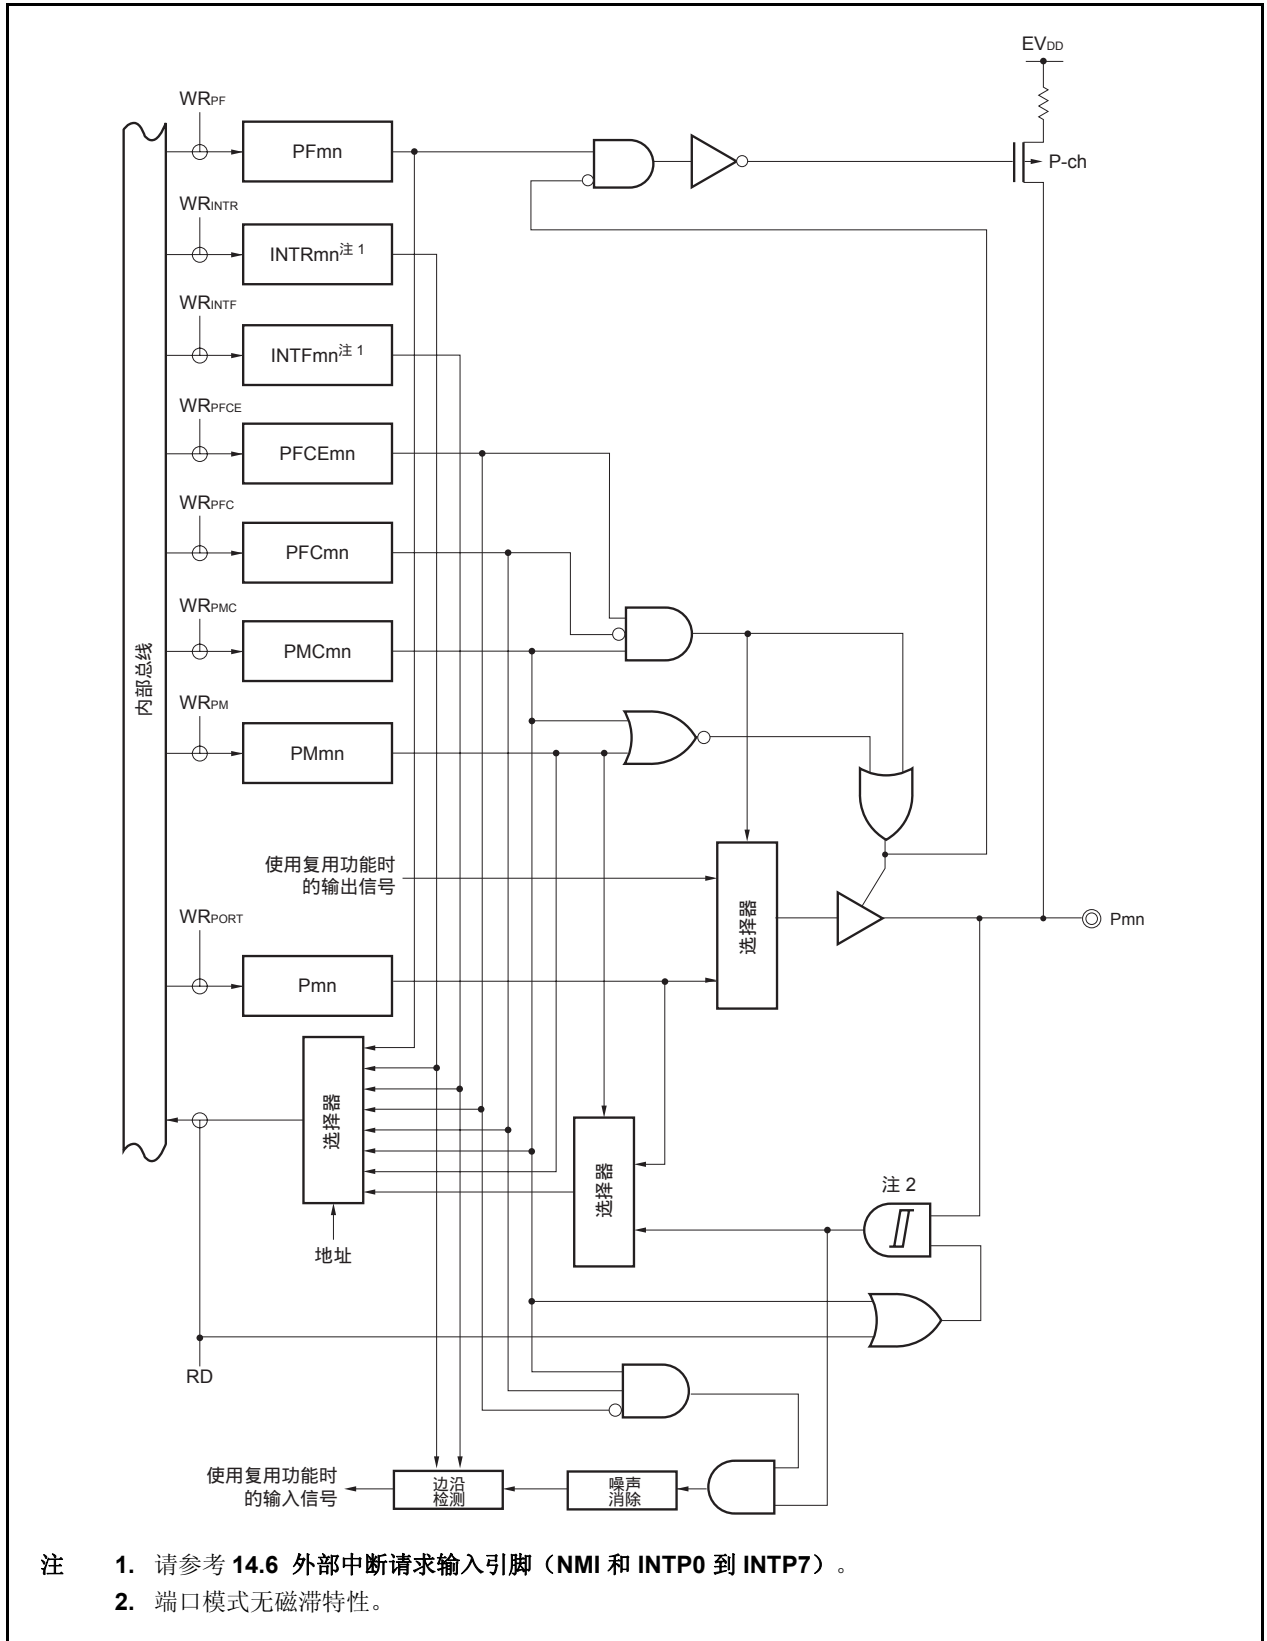 EVDD
WRPF
PFmn
P-ch
WRINTR
INTRmn注 1
WRINTF
INTFmn注 1
WRPFCE
PFCEmn
WRPFC
PFCmn
WRPMC
PMCmn
内部总线
WRPM
PMmn
使用复用功能时
的输出信号
选择器
Pmn
WRPORT
Pmn
选择器
选择器
注 2
地址
RD
使用复用功能时
的输入信号
边沿
检测
噪声
消除
注 1. 请参考 14.6 外部中断请求输入引脚（NMI 和 INTP0 到 INTP7）。
2. 端口模式无磁滞特性。